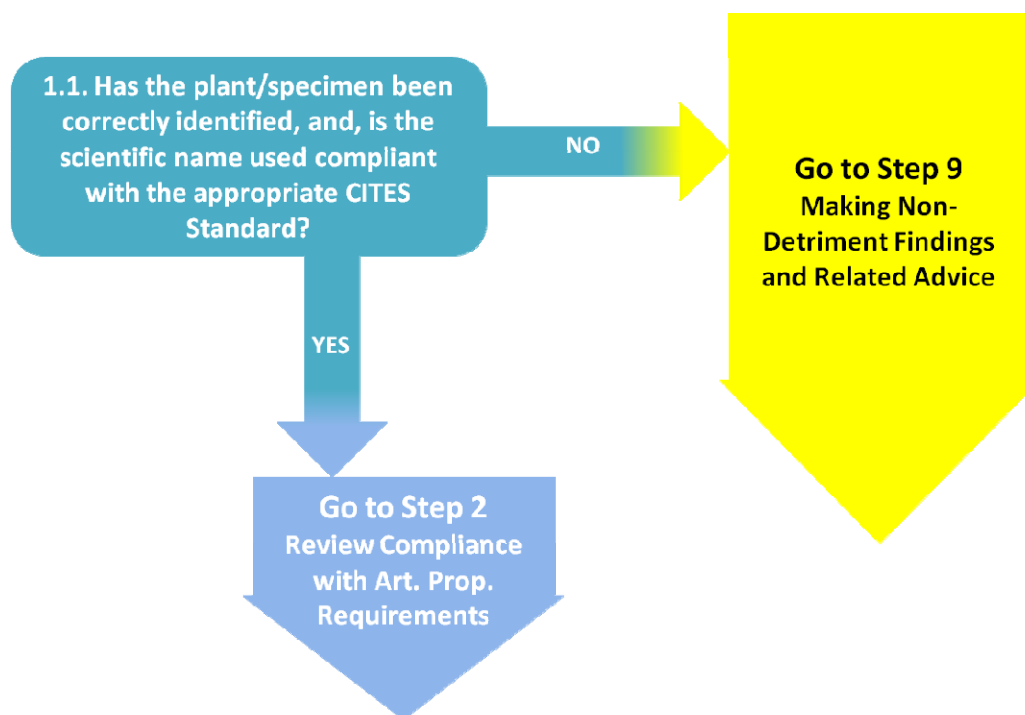 1.1. Has the plant/specimen been
correctly identified, and, is the
scientific name used compliant
with the appropriate CITES
Standard?
NO
Go to Step 9
Making Non-
Detriment Findings
and Related Advice
YES
Go to Step 2
Review Compliance
with Art. Prop.
Requirements